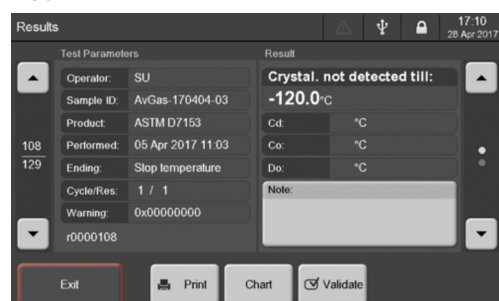 Results
17:10
28 Apr 2017
Test Parameters
Result
Operator: SU
Sample ID: AvGas-170404-03
Product: ASTM D7153
Performed: 05 Apr 2017 11:03
Ending: Stop temperature
Cycle/Res: 1 / 1
Warning: 0x00000000
r0000108
108
129
Crystal. not detected till:
-120.0°C
Cd: °C
Co: °C
Do: °C
Note:
Exit
Print
Chart
Validate